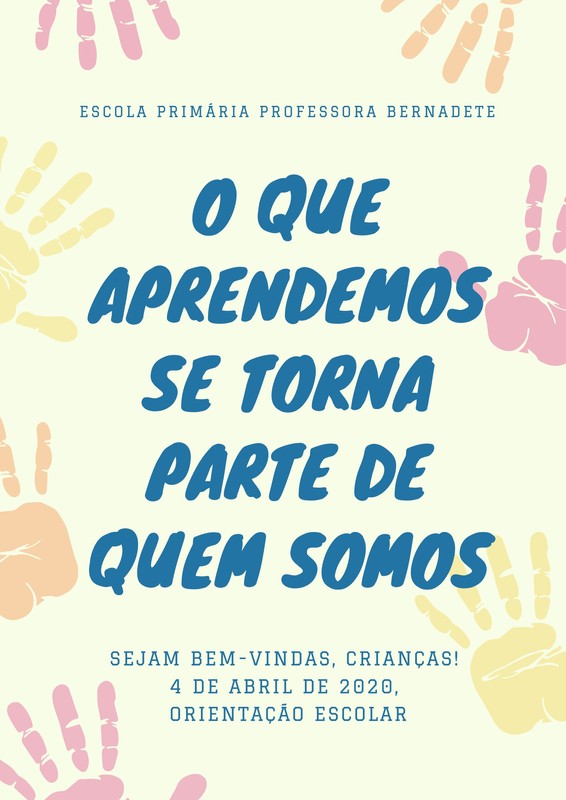 ESCOLA PRIMÁRIA PROFESSORA BERNADETE
O QUE
APRENDEMOS
SE TORNA
PARTE DE
QUEM SOMOS
SEJAM BEM-VINDAS, CRIANÇAS!
4 DE ABRIL DE 2020,
ORIENTAÇÃO ESCOLAR